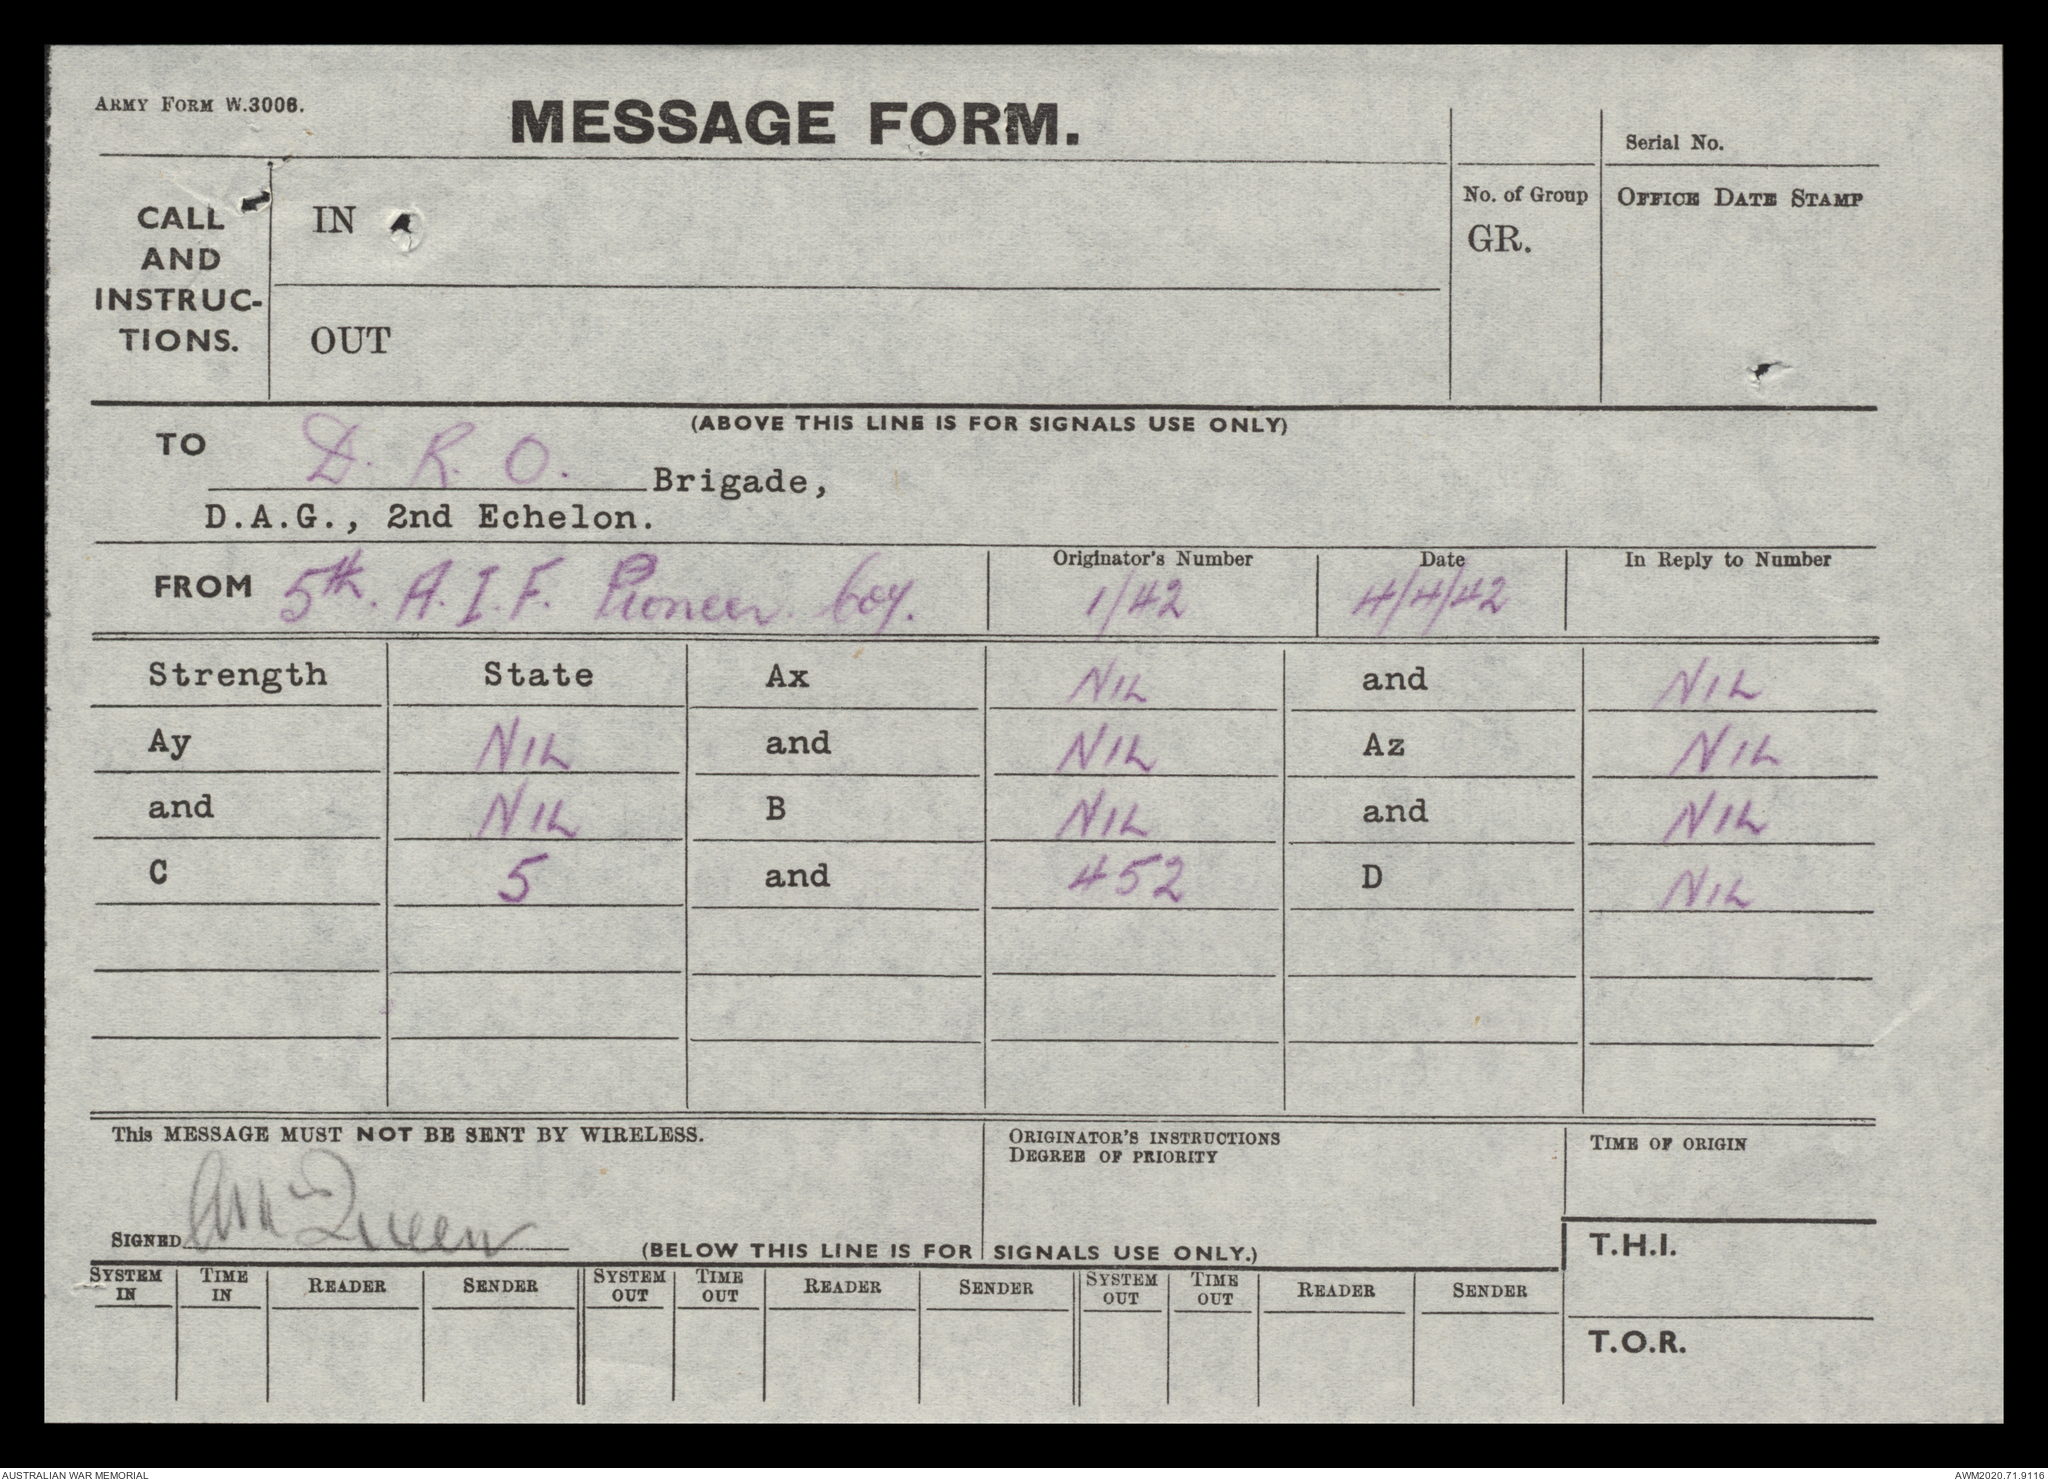 ARMY FORM W.3006.
MESSAGE FORM.
Serial No.
CALL
AND
INSTRUC-
TIONS.
IN
OUT
No. of Group
GR.
OFFICE DATE STAMP
(ABOVE THIS LINE IS FOR SIGNALS USE ONLY)
TO D. R. O. Brigade,
D.A.G., 2nd Echelon.
FROM 5th. A.I.F. Pioneer Coy.
Originator's Number
1/42
Date
4/4/42
In Reply to Number
Strength State Ax NIL and NIL
Ay NIL and NIL Az NIL
and NIL B NIL and NIL
C 5 and 452 D NIL
This MESSAGE MUST NOT BE SENT BY WIRELESS.
ORIGINATOR'S INSTRUCTIONS
DEGREE OF PRIORITY
TIME OF ORIGIN
SIGNED
(BELOW THIS LINE IS FOR SIGNALS USE ONLY.)
T.H.I.
SYSTEM IN TIME IN READER SENDER SYSTEM OUT TIME OUT READER SENDER SYSTEM OUT TIME OUT READER SENDER
T.O.R.
AUSTRALIAN WAR MEMORIAL
AWM2020.71.9116